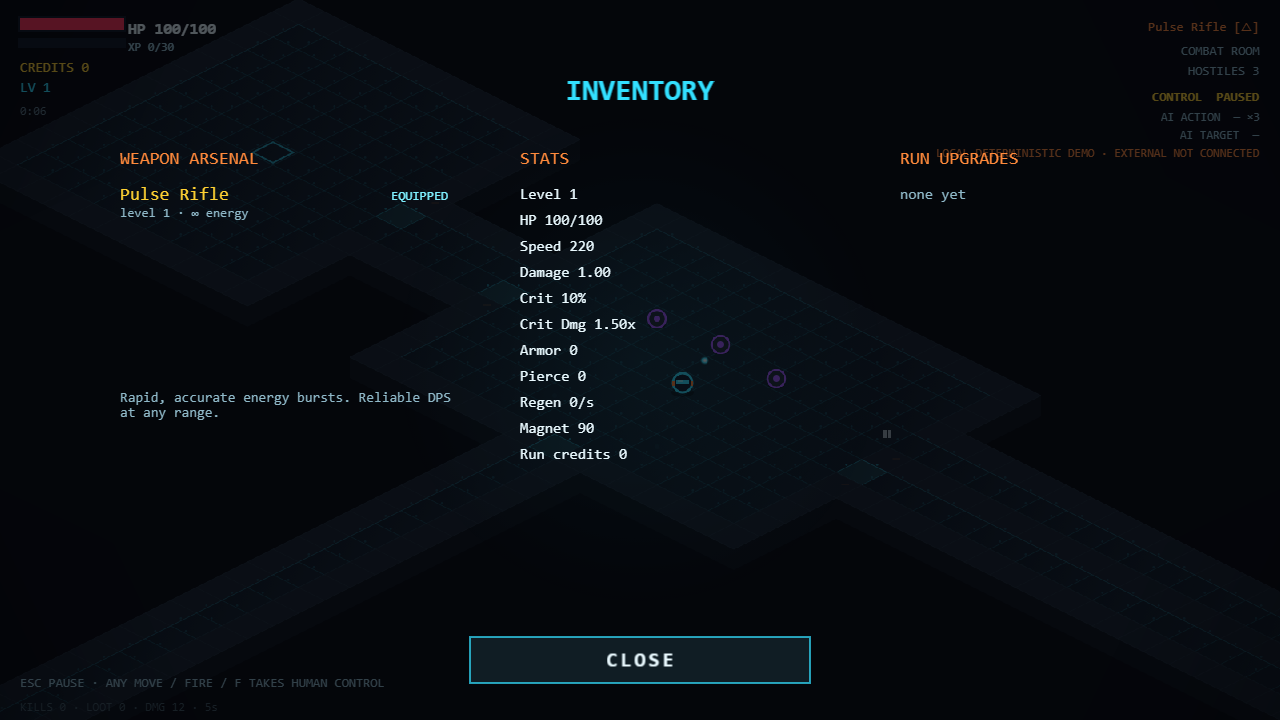 HP 100/100
XP 0/30
CREDITS 0
LV 1
0:06
Pulse Rifle [△]
COMBAT ROOM
HOSTILES 3
CONTROL PAUSED
AI ACTION — ×3
AI TARGET —
LOCAL DETERMINISTIC DEMO · EXTERNAL NOT CONNECTED
INVENTORY
WEAPON ARSENAL
Pulse Rifle
EQUIPPED
level 1 · ∞ energy
Rapid, accurate energy bursts. Reliable DPS
at any range.
STATS
Level 1
HP 100/100
Speed 220
Damage 1.00
Crit 10%
Crit Dmg 1.50x
Armor 0
Pierce 0
Regen 0/s
Magnet 90
Run credits 0
RUN UPGRADES
none yet
CLOSE
ESC PAUSE · ANY MOVE / FIRE / F TAKES HUMAN CONTROL
KILLS 0 · LOOT 0 · DMG 12 · 5s